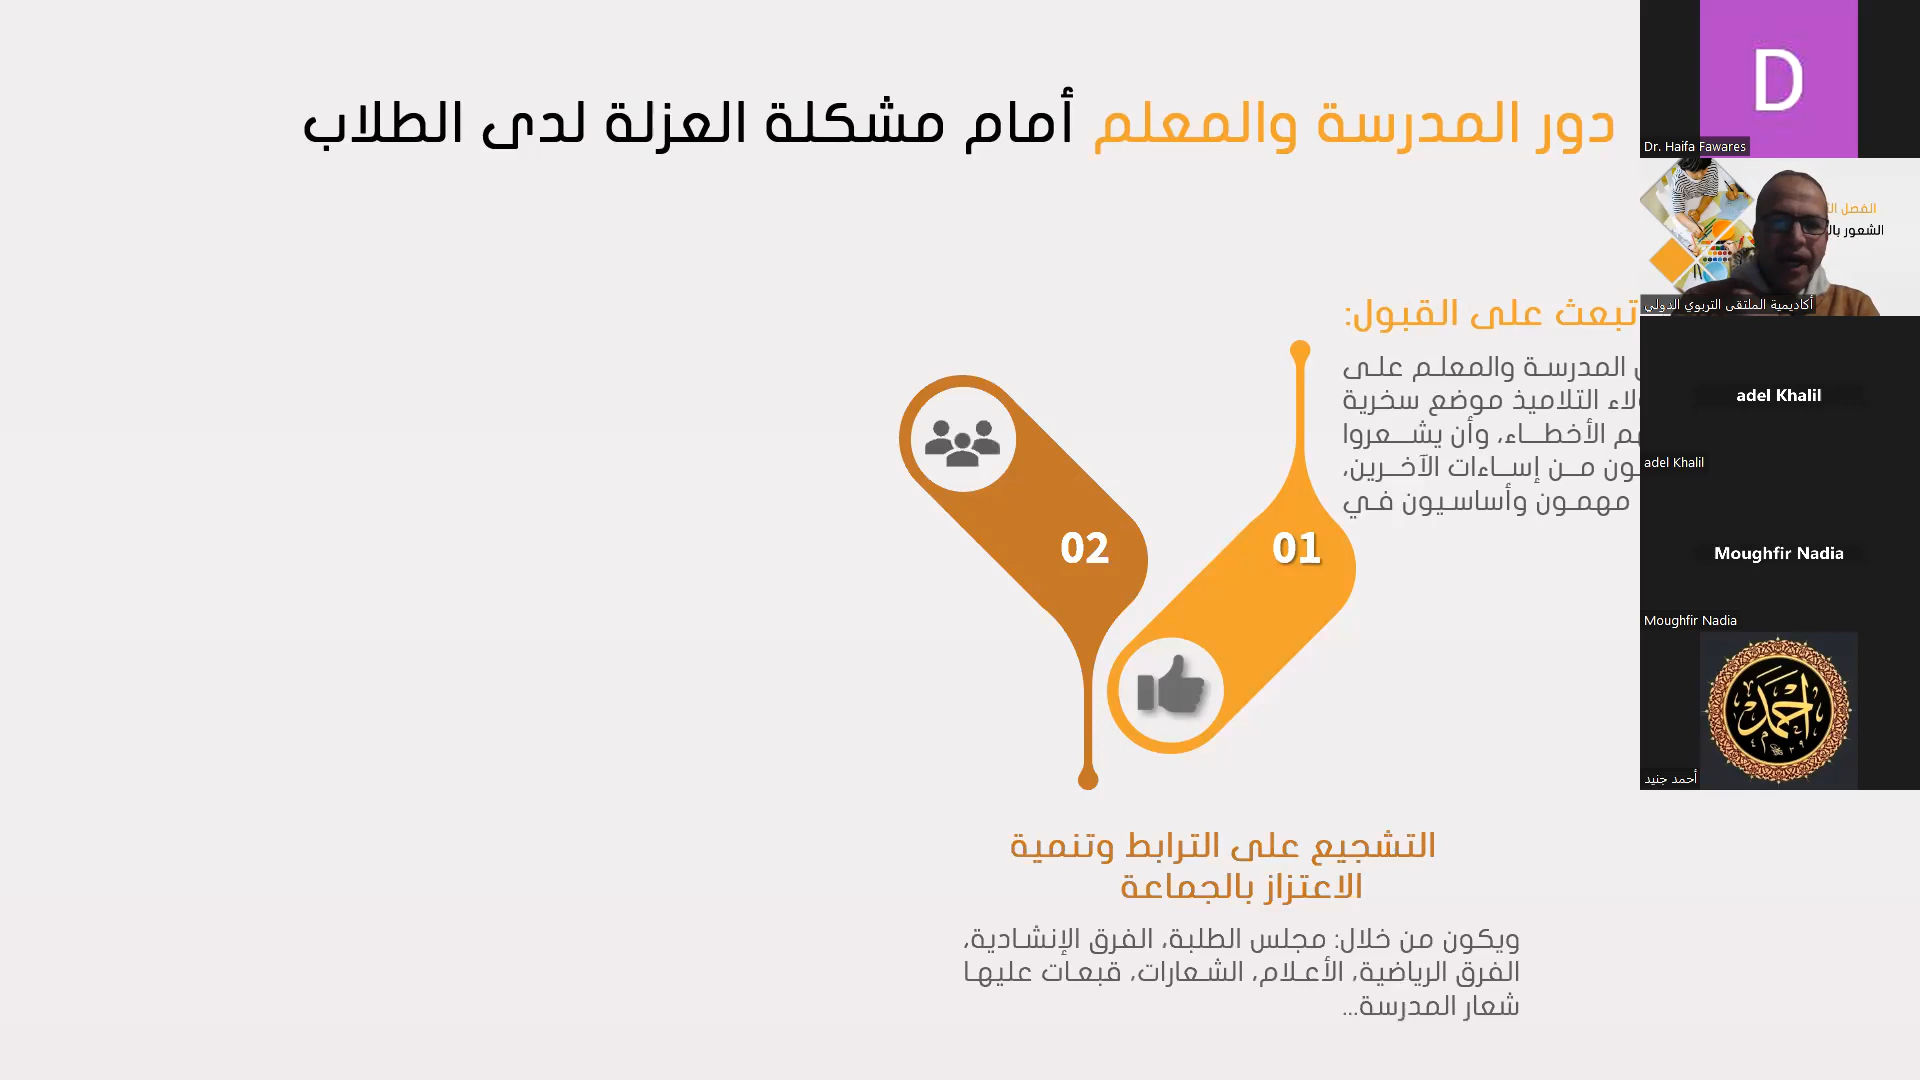 دور المدرسة والمعلم أمام مشكلة العزلة لدى الطلاب
تبعث على القبول:
المدرسة والمعلم على
التلاميذ موضع سخرية
الأخطاء، وأن يشعروا
من إساءات الآخرين،
مهمون وأساسيون في
01
02
التشجيع على الترابط وتنمية
الاعتزاز بالجماعة
ويكون من خلال: مجلس الطلبة، الفرق الإنشادية،
الفرق الرياضية، الأعلام، الشعارات، قبعات عليها
شعار المدرسة...
D
Dr. Haifa Fawares
الفصل
الشعور
أكاديمية الملتقى التربوي الدولي
adel Khalil
adel Khalil
Moughfir Nadia
Moughfir Nadia
أحمد
أحمد جنيد